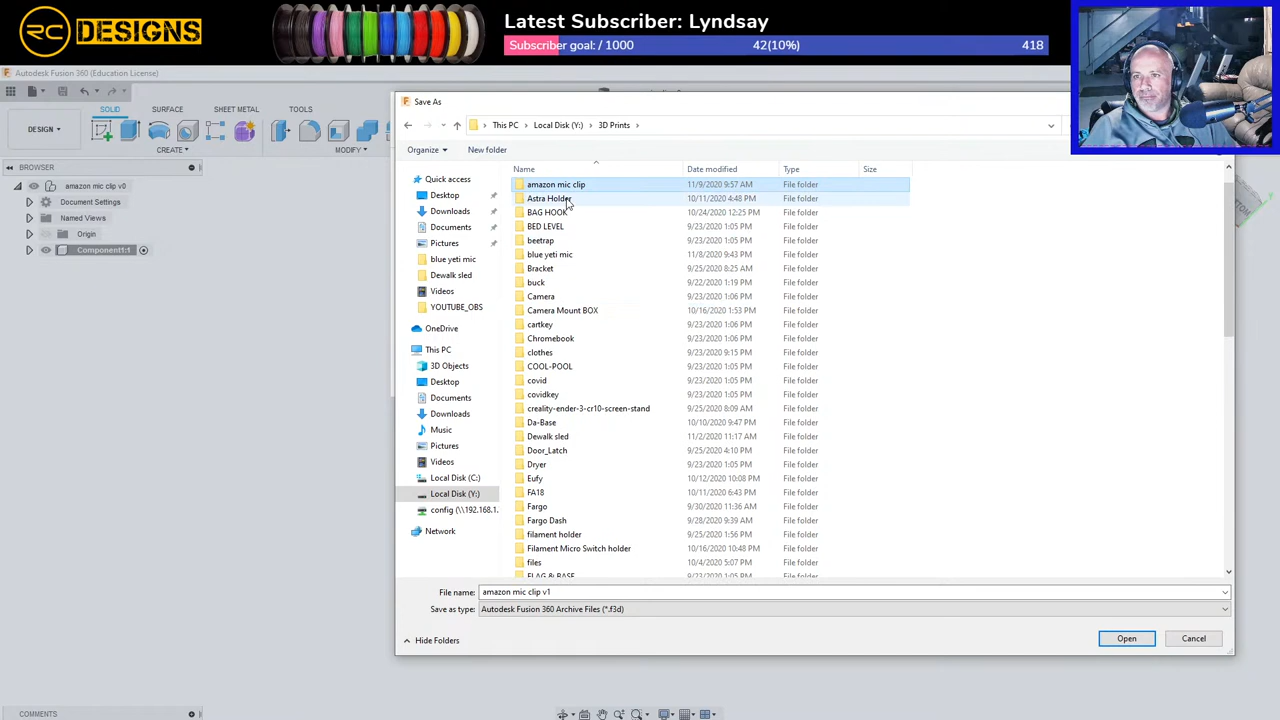 RC DESIGNS
Latest Subscriber: Lyndsay
Subscriber goal: / 1000 42(10%) 418
Autodesk Fusion 360 (Education License)
SOLID SURFACE SHEET METAL TOOLS
DESIGN
CREATE MODIFY
BROWSER
amazon mic clip v0
Document Settings
Named Views
Origin
Component1:1
COMMENTS
Save As
This PC Local Disk (Y:) 3D Prints
Organize New folder
Quick access
Desktop
Downloads
Documents
Pictures
blue yeti mic
Dewalk sled
Videos
YOUTUBE_OBS
OneDrive
This PC
3D Objects
Desktop
Documents
Downloads
Music
Pictures
Videos
Local Disk (C:)
Local Disk (Y:)
config (\\192.168.1.
Network
Name Date modified Type Size
amazon mic clip 11/9/2020 9:57 AM File folder
Astra Holder 10/11/2020 4:48 PM File folder
BAG HOOK 10/24/2020 12:25 PM File folder
BED LEVEL 9/23/2020 1:05 PM File folder
beetrap 9/23/2020 1:05 PM File folder
blue yeti mic 11/8/2020 9:43 PM File folder
Bracket 9/25/2020 8:25 AM File folder
buck 9/22/2020 1:19 PM File folder
Camera 9/23/2020 1:06 PM File folder
Camera Mount BOX 10/16/2020 1:53 PM File folder
cartkey 9/23/2020 1:06 PM File folder
Chromebook 9/23/2020 1:06 PM File folder
clothes 9/23/2020 9:15 PM File folder
COOL-POOL 9/23/2020 1:06 PM File folder
covid 9/23/2020 1:05 PM File folder
covidkey 9/23/2020 1:05 PM File folder
creality-ender-3-cr10-screen-stand 9/25/2020 8:09 AM File folder
Da-Base 10/10/2020 9:47 PM File folder
Dewalk sled 11/2/2020 11:17 AM File folder
Door_Latch 9/25/2020 4:10 PM File folder
Dryer 9/23/2020 1:05 PM File folder
Eufy 10/12/2020 10:08 PM File folder
FA18 10/11/2020 6:43 PM File folder
Fargo 9/30/2020 11:36 AM File folder
Fargo Dash 9/28/2020 9:39 AM File folder
filament holder 9/25/2020 1:56 PM File folder
Filament Micro Switch holder 10/16/2020 10:48 PM File folder
files 10/4/2020 5:07 PM File folder
FLAG & BASE 9/23/2020 1:05 PM File folder
File name: amazon mic clip v1
Save as type: Autodesk Fusion 360 Archive Files (*.f3d)
Hide Folders Open Cancel